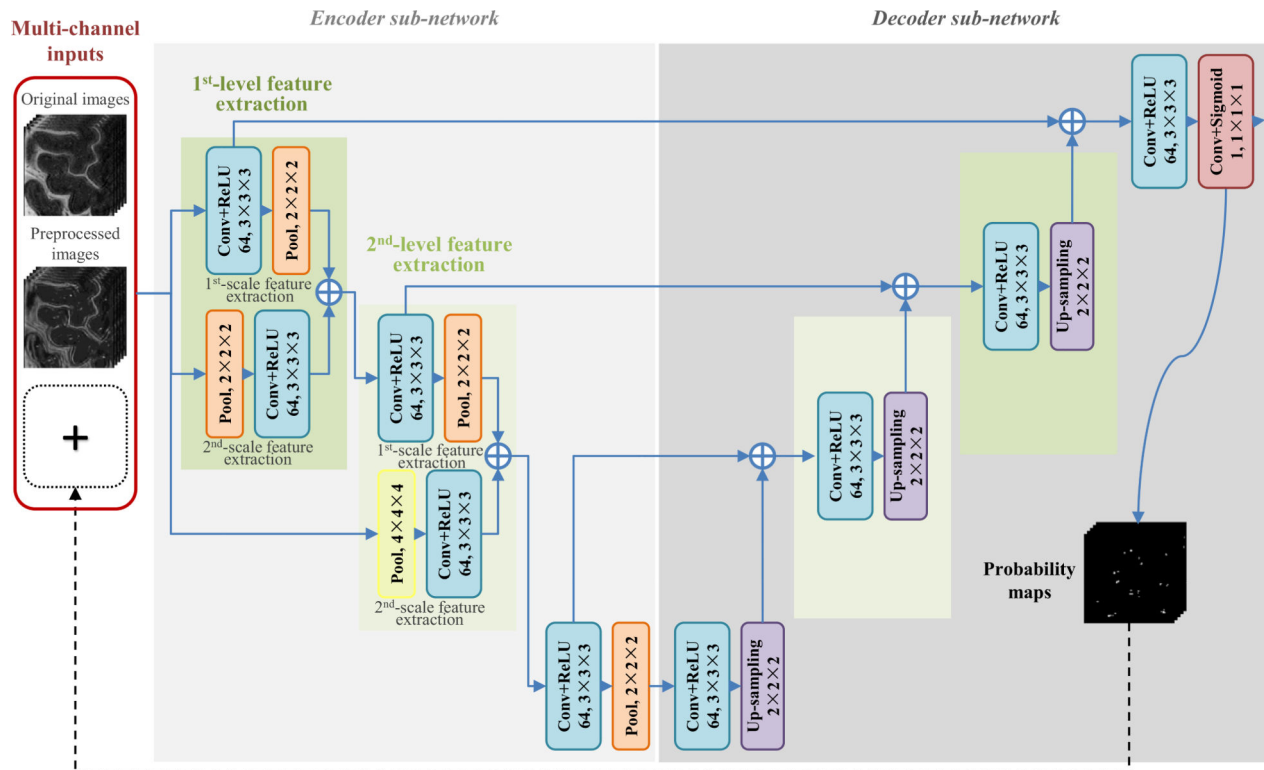 Encoder sub-network
Decoder sub-network
Multi-channel
inputs
Original images
Preprocessed
images
+
1st-level feature
extraction
Conv+ReLU
64, 3×3×3
Pool, 2×2×2
1st-scale feature
extraction
Pool, 2×2×2
Conv+ReLU
64, 3×3×3
2nd-scale feature
extraction
2nd-level feature
extraction
Conv+ReLU
64, 3×3×3
Pool, 2×2×2
1st-scale feature
extraction
Pool, 4×4×4
Conv+ReLU
64, 3×3×3
2nd-scale feature
extraction
Conv+ReLU
64, 3×3×3
Pool, 2×2×2
Conv+ReLU
64, 3×3×3
Up-sampling
2×2×2
Conv+ReLU
64, 3×3×3
Up-sampling
2×2×2
Conv+ReLU
64, 3×3×3
Up-sampling
2×2×2
Conv+ReLU
64, 3×3×3
Conv+Sigmoid
1, 1×1×1
Probability
maps